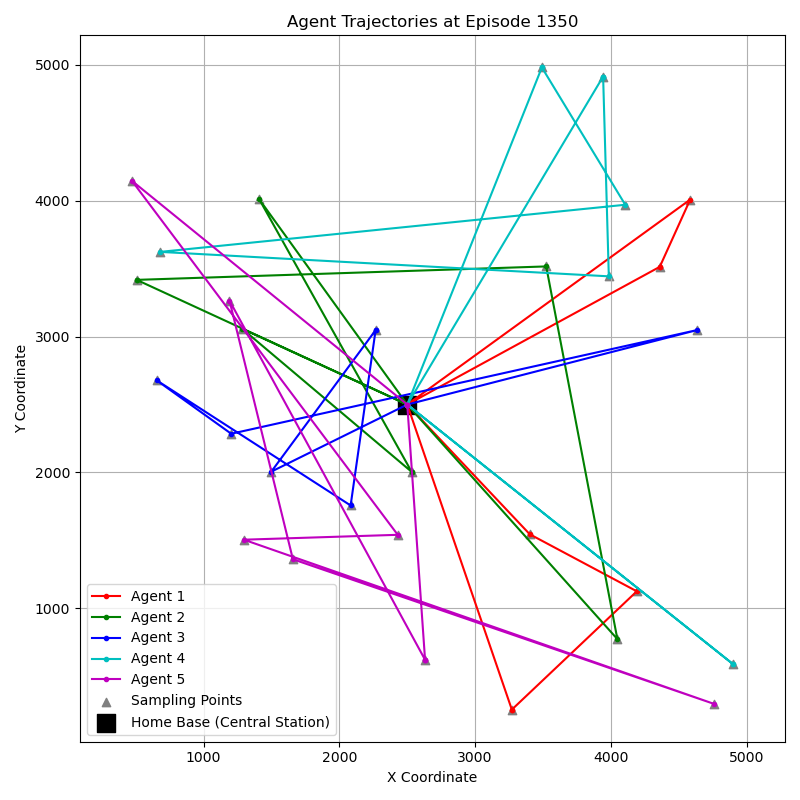 Agent Trajectories at Episode 1350
Y Coordinate
5000
4000
3000
2000
1000
Agent 1
Agent 2
Agent 3
Agent 4
Agent 5
Sampling Points
Home Base (Central Station)
1000 2000 3000 4000 5000
X Coordinate